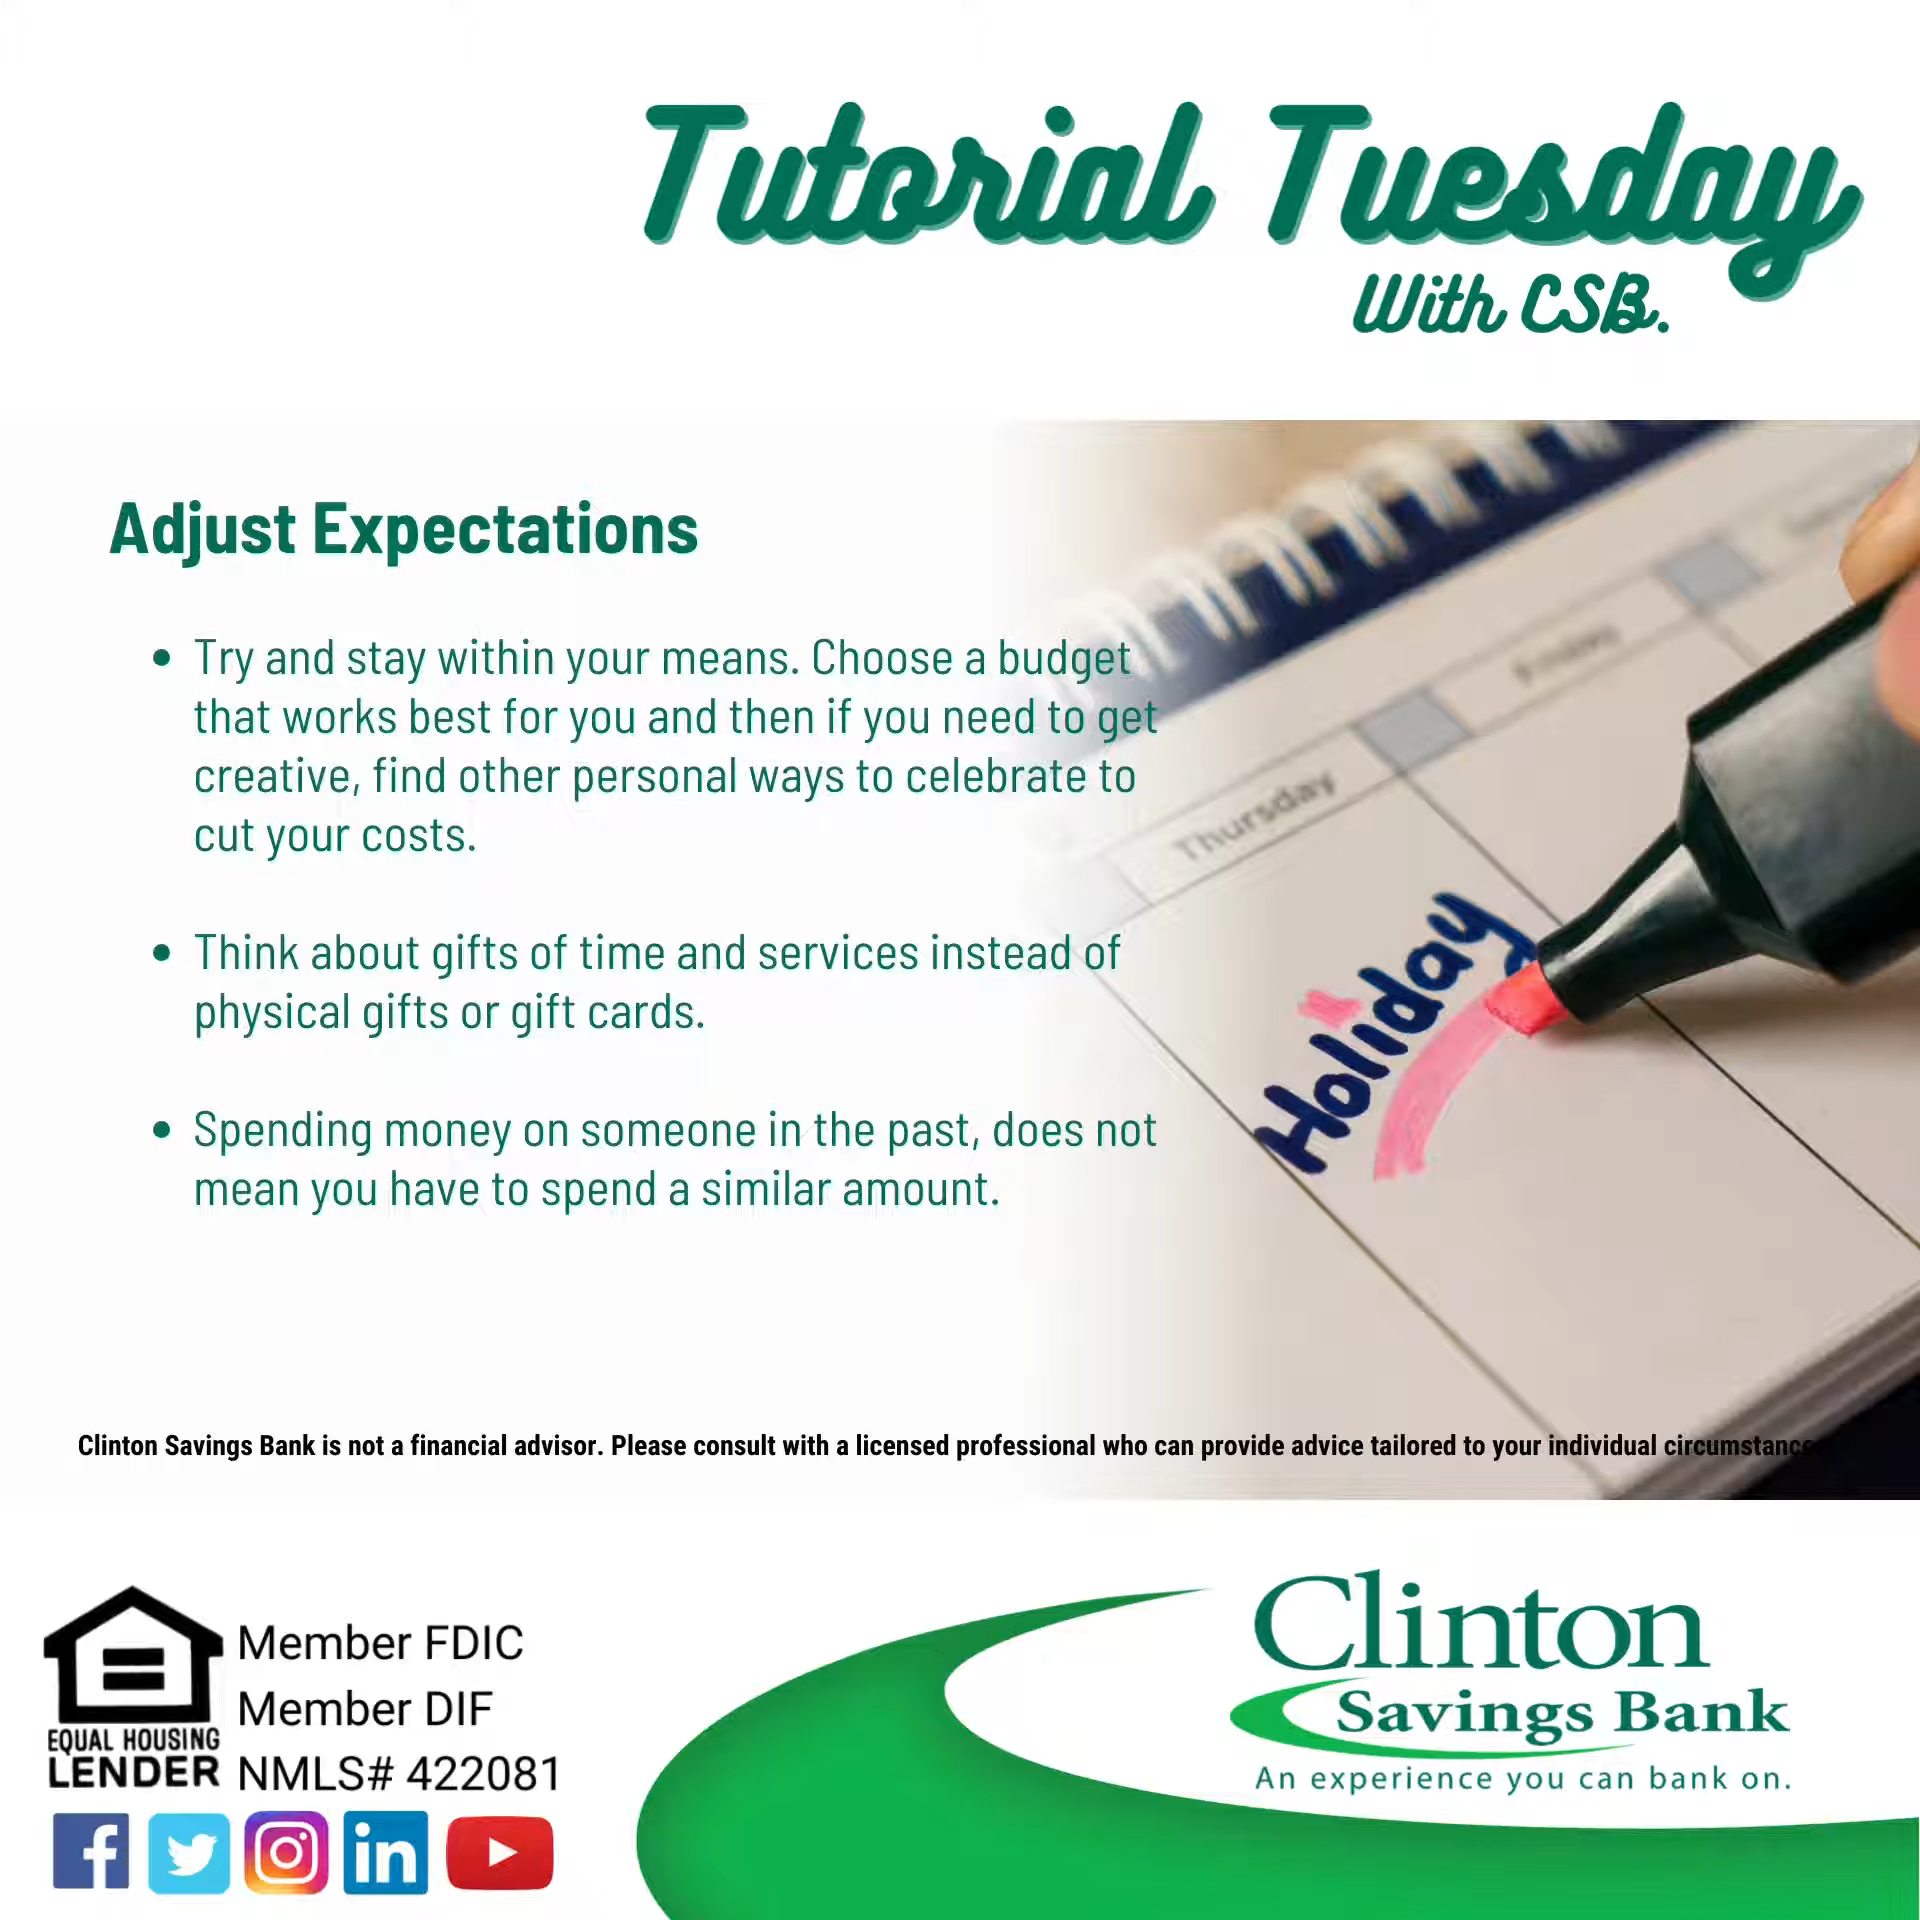 Tutorial Tuesday
With CSB.
Adjust Expectations
• Try and stay within your means. Choose a budget
that works best for you and then if you need to get
creative, find other personal ways to celebrate to
cut your costs.
• Think about gifts of time and services instead of
physical gifts or gift cards.
• Spending money on someone in the past, does not
mean you have to spend a similar amount.
Thursday
Holiday
Clinton Savings Bank is not a financial advisor. Please consult with a licensed professional who can provide advice tailored to your individual
EQUAL HOUSING
LENDER
Member FDIC
Member DIF
NMLS# 422081
f
in
Clinton
Savings Bank
An experience you can bank on.